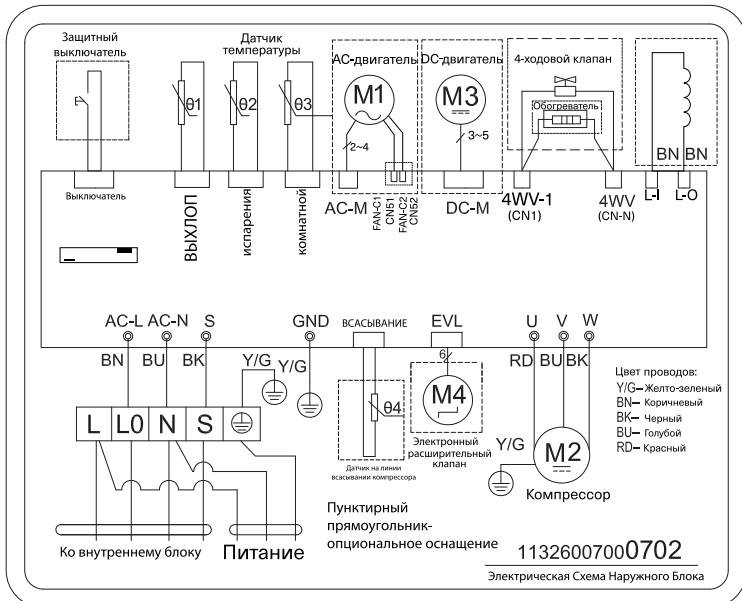 Защитный
выключатель
Датчик
температуры
AC-двигатель
DC-двигатель
4-ходовой клапан
Обогреватель
θ1
θ2
θ3
M1
M3
2~4
3~5
BN
BN
Выключатель
ВЫХЛОП
испарения
комнатной
AC-M
FAN-C1
CN51
FAN-C2
CN52
DC-M
4WV-1
(CN1)
4WV
(CN-N)
L-I
L-O
AC-L
AC-N
S
GND
ВСАСЫВАНИЕ
EVL
U
V
W
BN
BU
BK
Y/G
Y/G
6
RD
BU
BK
Цвет проводов:
Y/G– Желто-зеленый
BN– Коричневый
BK– Черный
BU– Голубой
RD– Красный
L
L0
N
S
θ4
M4
Y/G
M2
Датчик на линии
всасывании компрессора
Электронный
расширительный
клапан
Компрессор
Пунктирный
прямоугольник-
опциональное оснащение
Ко внутреннему блоку
Питание
11326007000702
Электрическая Схема Наружного Блока